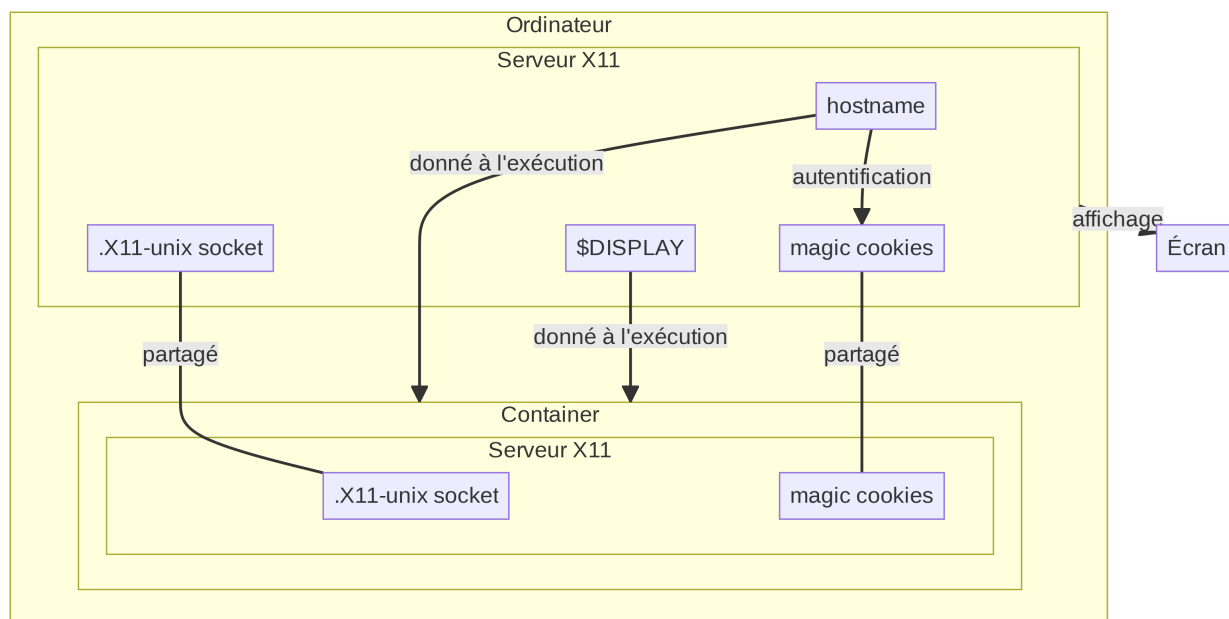 Ordinateur
Serveur X11
hostname
donné à l'exécution
autentification
affichage
.X11-unix socket
$DISPLAY
magic cookies
Écran
donné à l'exécution
partagé
partagé
Container
Serveur X11
.X11-unix socket
magic cookies